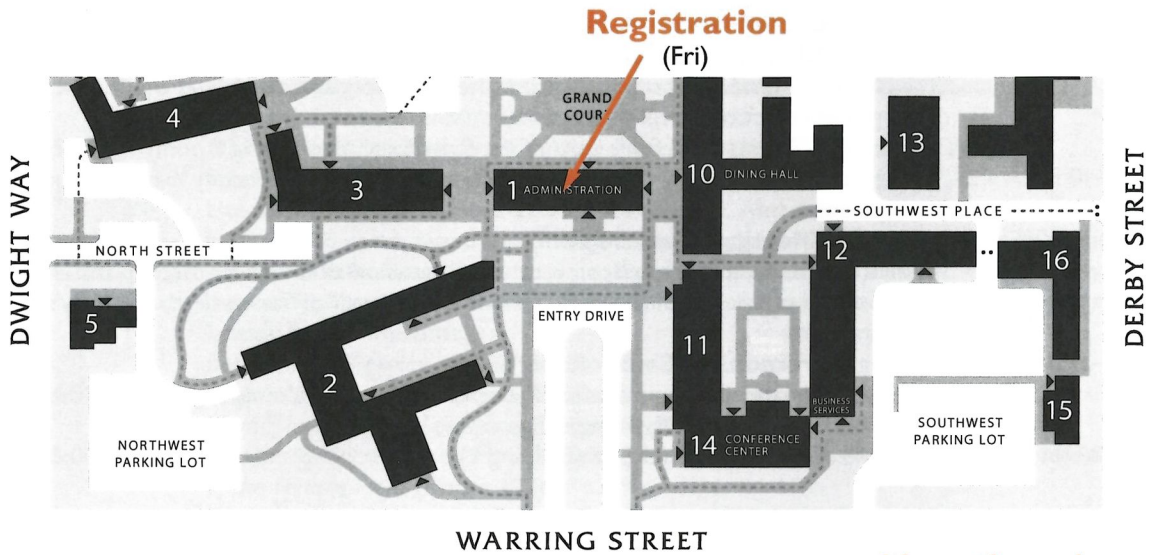 Registration
(Fri)
GRAND
COURT
4
13
3
1 ADMINISTRATION
10 DINING HALL
DWIGHT WAY
DERBY STREET
SOUTHWEST PLACE
NORTH STREET
12
16
5
ENTRY DRIVE
11
2
BUSINESS
SERVICES
15
NORTHWEST
PARKING LOT
14 CONFERENCE
CENTER
SOUTHWEST
PARKING LOT
WARRING STREET